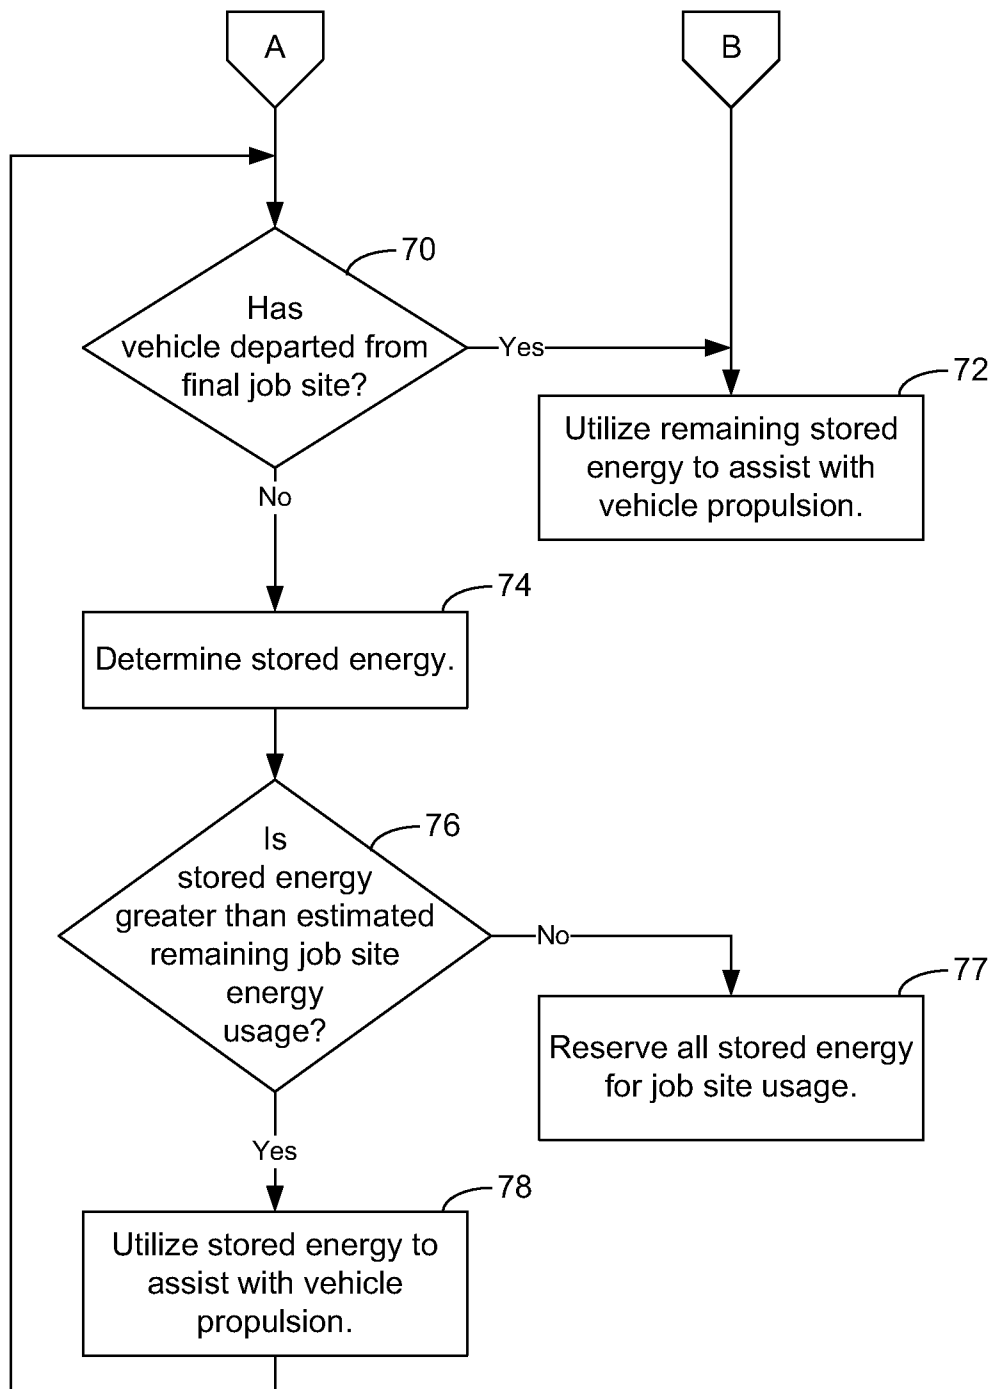 A
B
70
Has
vehicle departed from
final job site?
Yes
72
Utilize remaining stored
energy to assist with
vehicle propulsion.
No
74
Determine stored energy.
76
Is
stored energy
greater than estimated
remaining job site
energy
usage?
No
77
Reserve all stored energy
for job site usage.
Yes
78
Utilize stored energy to
assist with vehicle
propulsion.